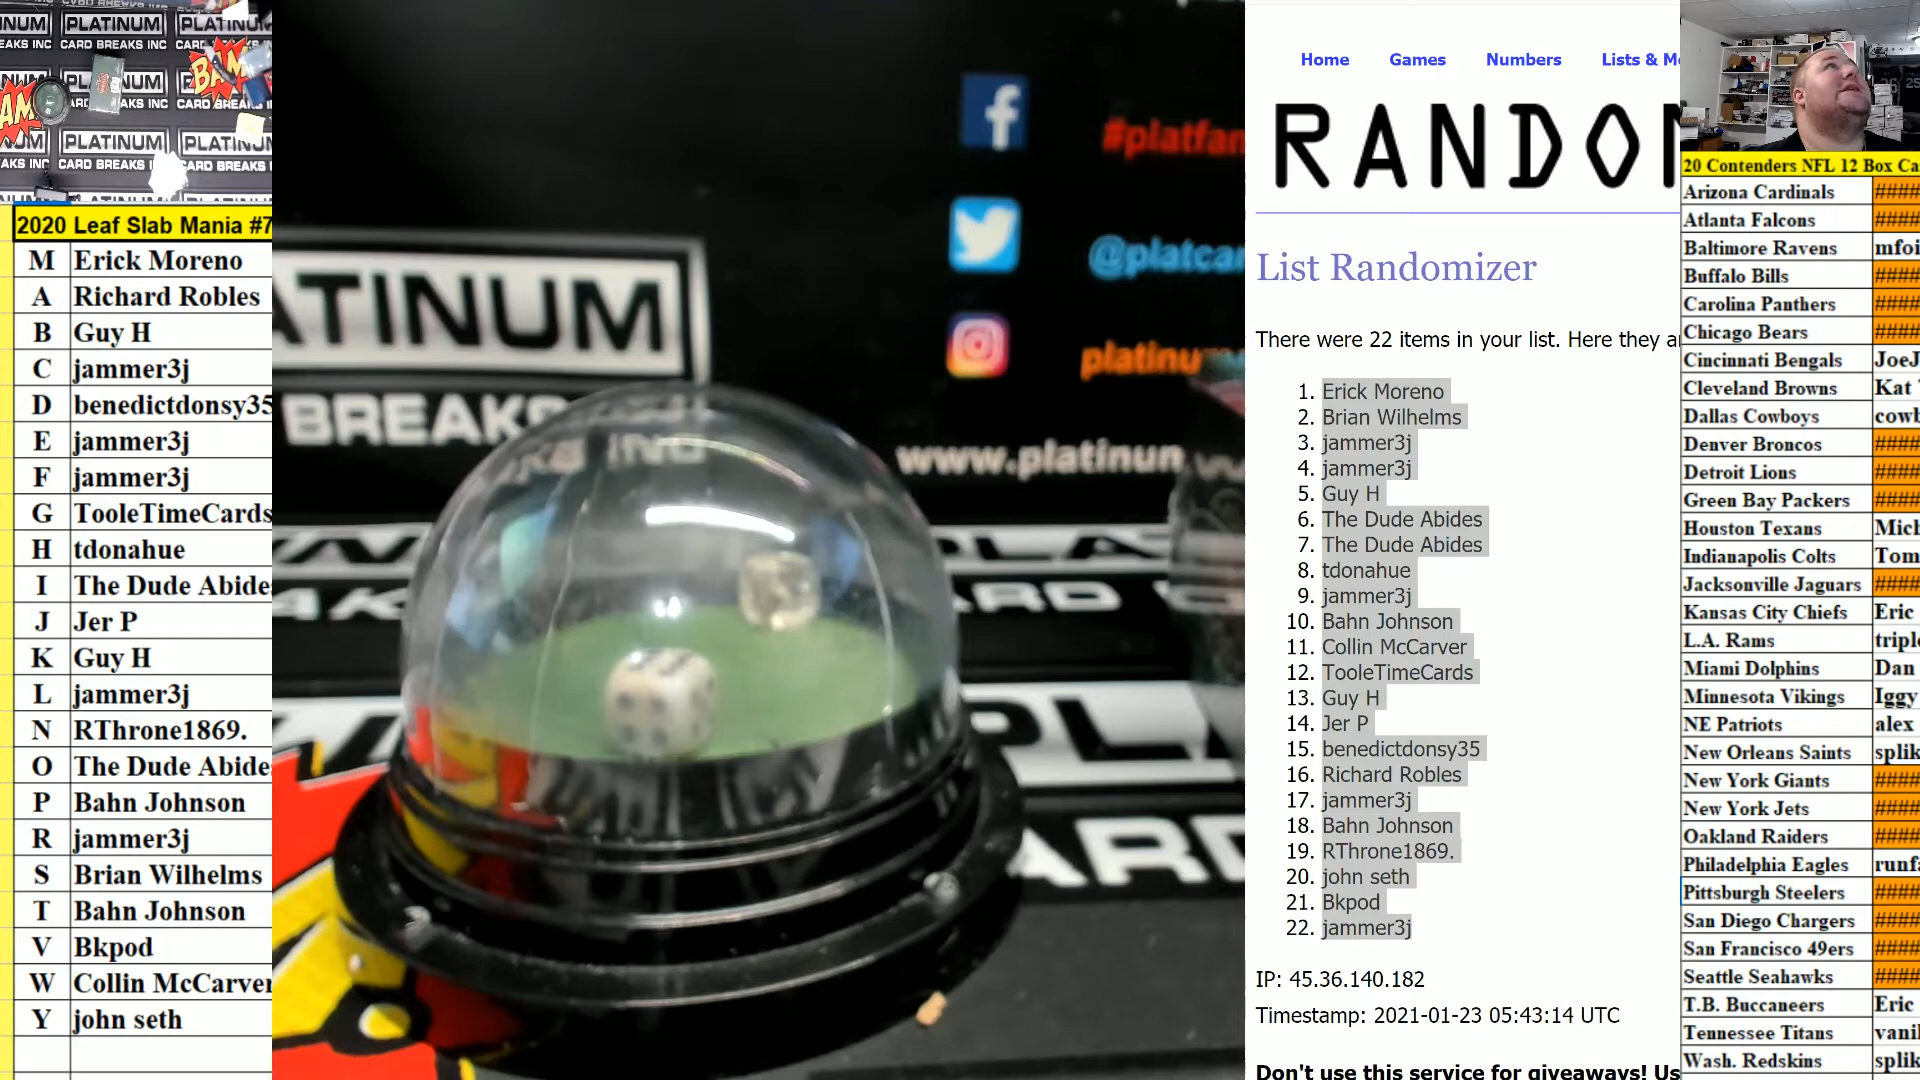 PLATINUM
CARD BREAKS INC
BAM
2020 Leaf Slab Mania #7
M Erick Moreno
A Richard Robles
B Guy H
C jammer3j
D benedictdonsy35
E jammer3j
F jammer3j
G TooleTimeCards
H tdonahue
I The Dude Abide
J Jer P
K Guy H
L jammer3j
N RThrone1869.
O The Dude Abide
P Bahn Johnson
R jammer3j
S Brian Wilhelms
T Bahn Johnson
V Bkpod
W Collin McCarver
Y john seth
#platfan
@platcar
platinu
www.platinum
ATINUM
BREAKS
Home Games Numbers Lists & M
RANDO
List Randomizer
There were 22 items in your list. Here they a
1. Erick Moreno
2. Brian Wilhelms
3. jammer3j
4. jammer3j
5. Guy H
6. The Dude Abides
7. The Dude Abides
8. tdonahue
9. jammer3j
10. Bahn Johnson
11. Collin McCarver
12. TooleTimeCards
13. Guy H
14. Jer P
15. benedictdonsy35
16. Richard Robles
17. jammer3j
18. Bahn Johnson
19. RThrone1869.
20. john seth
21. Bkpod
22. jammer3j
IP: 45.36.140.182
Timestamp: 2021-01-23 05:43:14 UTC
Don't use this service for giveaways! Us
20 Contenders NFL 12 Box Ca
Arizona Cardinals ####
Atlanta Falcons ####
Baltimore Ravens mfoi
Buffalo Bills ####
Carolina Panthers ####
Chicago Bears ####
Cincinnati Bengals JoeJ
Cleveland Browns Kat
Dallas Cowboys cowb
Denver Broncos ####
Detroit Lions ####
Green Bay Packers ####
Houston Texans Mich
Indianapolis Colts Tom
Jacksonville Jaguars ####
Kansas City Chiefs Eric
L.A. Rams triple
Miami Dolphins Dan
Minnesota Vikings Iggy
NE Patriots alex
New Orleans Saints splik
New York Giants ####
New York Jets ####
Oakland Raiders ####
Philadelphia Eagles runfa
Pittsburgh Steelers ####
San Diego Chargers ####
San Francisco 49ers ####
Seattle Seahawks ####
T.B. Buccaneers Eric
Tennessee Titans vanil
Wash. Redskins splik